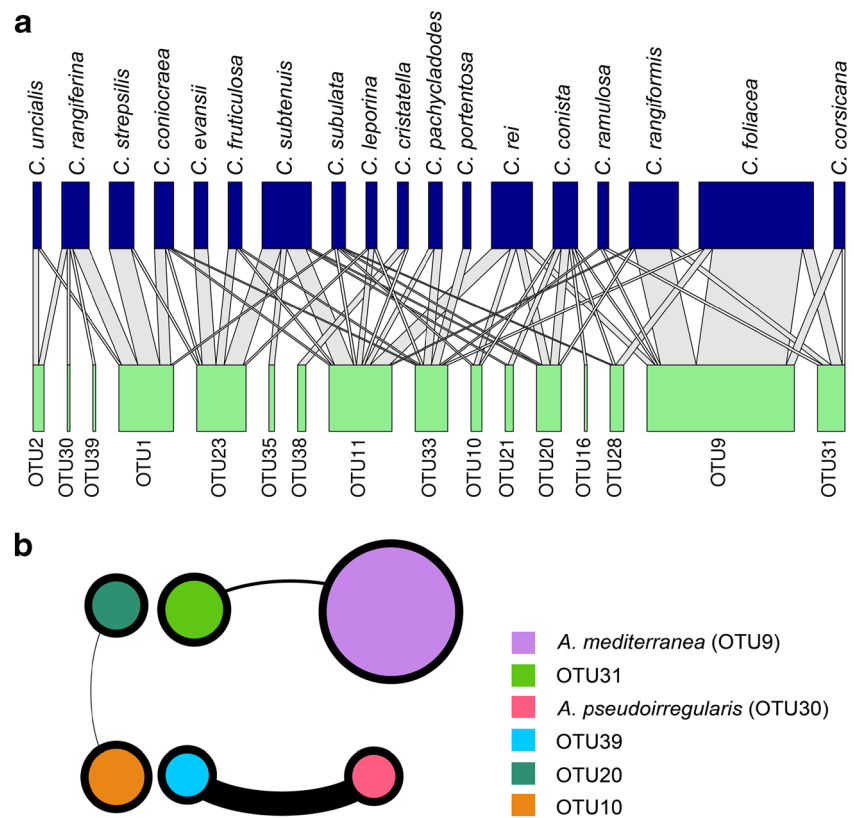 a
C. uncialis
C. rangiferina
C. strepsilis
C. coniocraea
C. evansii
C. fruticulosa
C. subtenuis
C. subulata
C. leporina
C. cristatella
C. pachycladodes
C. portentosa
C. rei
C. conista
C. ramulosa
C. rangiformis
C. foliacea
C. corsicana
OTU2
OTU30
OTU39
OTU1
OTU23
OTU35
OTU38
OTU11
OTU33
OTU10
OTU21
OTU20
OTU16
OTU28
OTU9
OTU31
b
A. mediterranea (OTU9)
OTU31
A. pseudoirregularis (OTU30)
OTU39
OTU20
OTU10